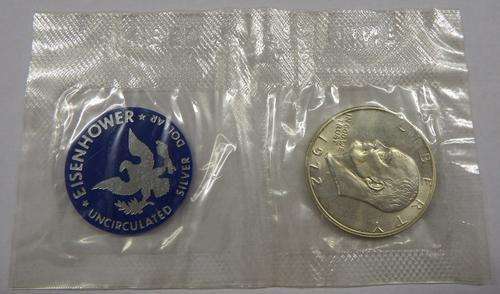 ★ EISENHOWER ★
UNCIRCULATED SILVER DOLLAR
LIBERTY
IN GOD
WE TRUST
1972